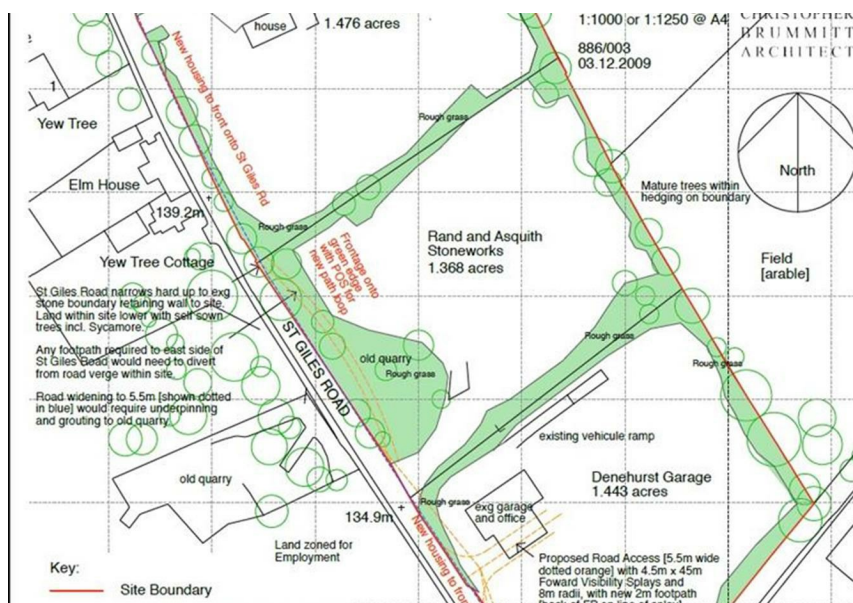 house
1.476 acres
1:1000 or 1:1250 @ A4
886/003
03.12.2009
CHRISTOPHER
BRUMMITT
ARCHITECT
New housing to front onto St Giles Rd
1
Yew Tree
Elm House
139.2m
Yew Tree Cottage
Rough grass
Rough grass
Mature trees within
hedging on boundary
North
Field
[arable]
Rand and Asquith
Stoneworks
1.368 acres
Frontage onto
green edge
with POS for
new path loop
St Giles Road narrows hard up to exg
stone boundary retaining wall to site.
Land within site lower with self sown
trees incl. Sycamore.
Any footpath required to east side of
St Giles Road would need to divert
from road verge within site.
Road widening to 5.5m [shown dotted
in blue] would require underpinning
and grouting to old quarry.
ST GILES ROAD
old quarry
Rough grass
Rough grass
Rough grass
existing vehicule ramp
old quarry
Denehurst Garage
1.443 acres
Rough grass
exg garage
and office
134.9m
Land zoned for
Employment
New housing to fron
Proposed Road Access [5.5m wide
dotted orange] with 4.5m x 45m
Foward Visibility Splays and
8m radii, with new 2m footpath
Key:
Site Boundary